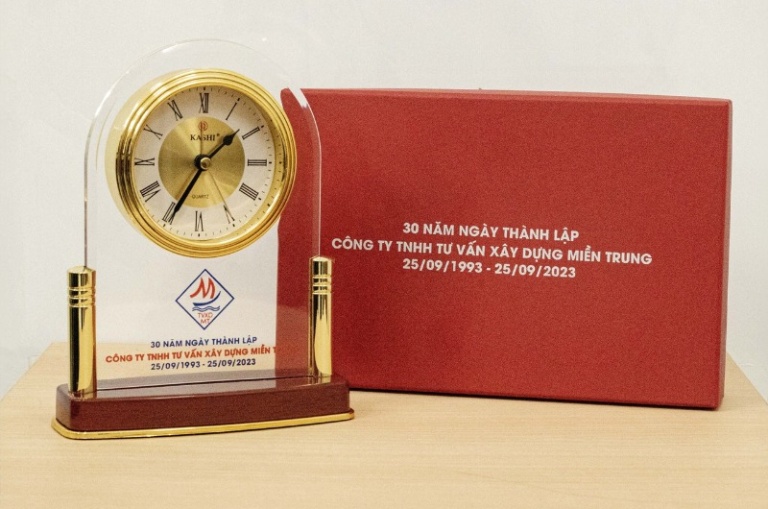 KASHI
QUARTZ
TVXD
MT
30 NĂM NGÀY THÀNH LẬP
CÔNG TY TNHH TƯ VẤN XÂY DỰNG MIỀN
25/09/1993 - 25/09/2023
30 NĂM NGÀY THÀNH LẬP
CÔNG TY TNHH TƯ VẤN XÂY DỰNG MIỀN TRUNG
25/09/1993 - 25/09/2023